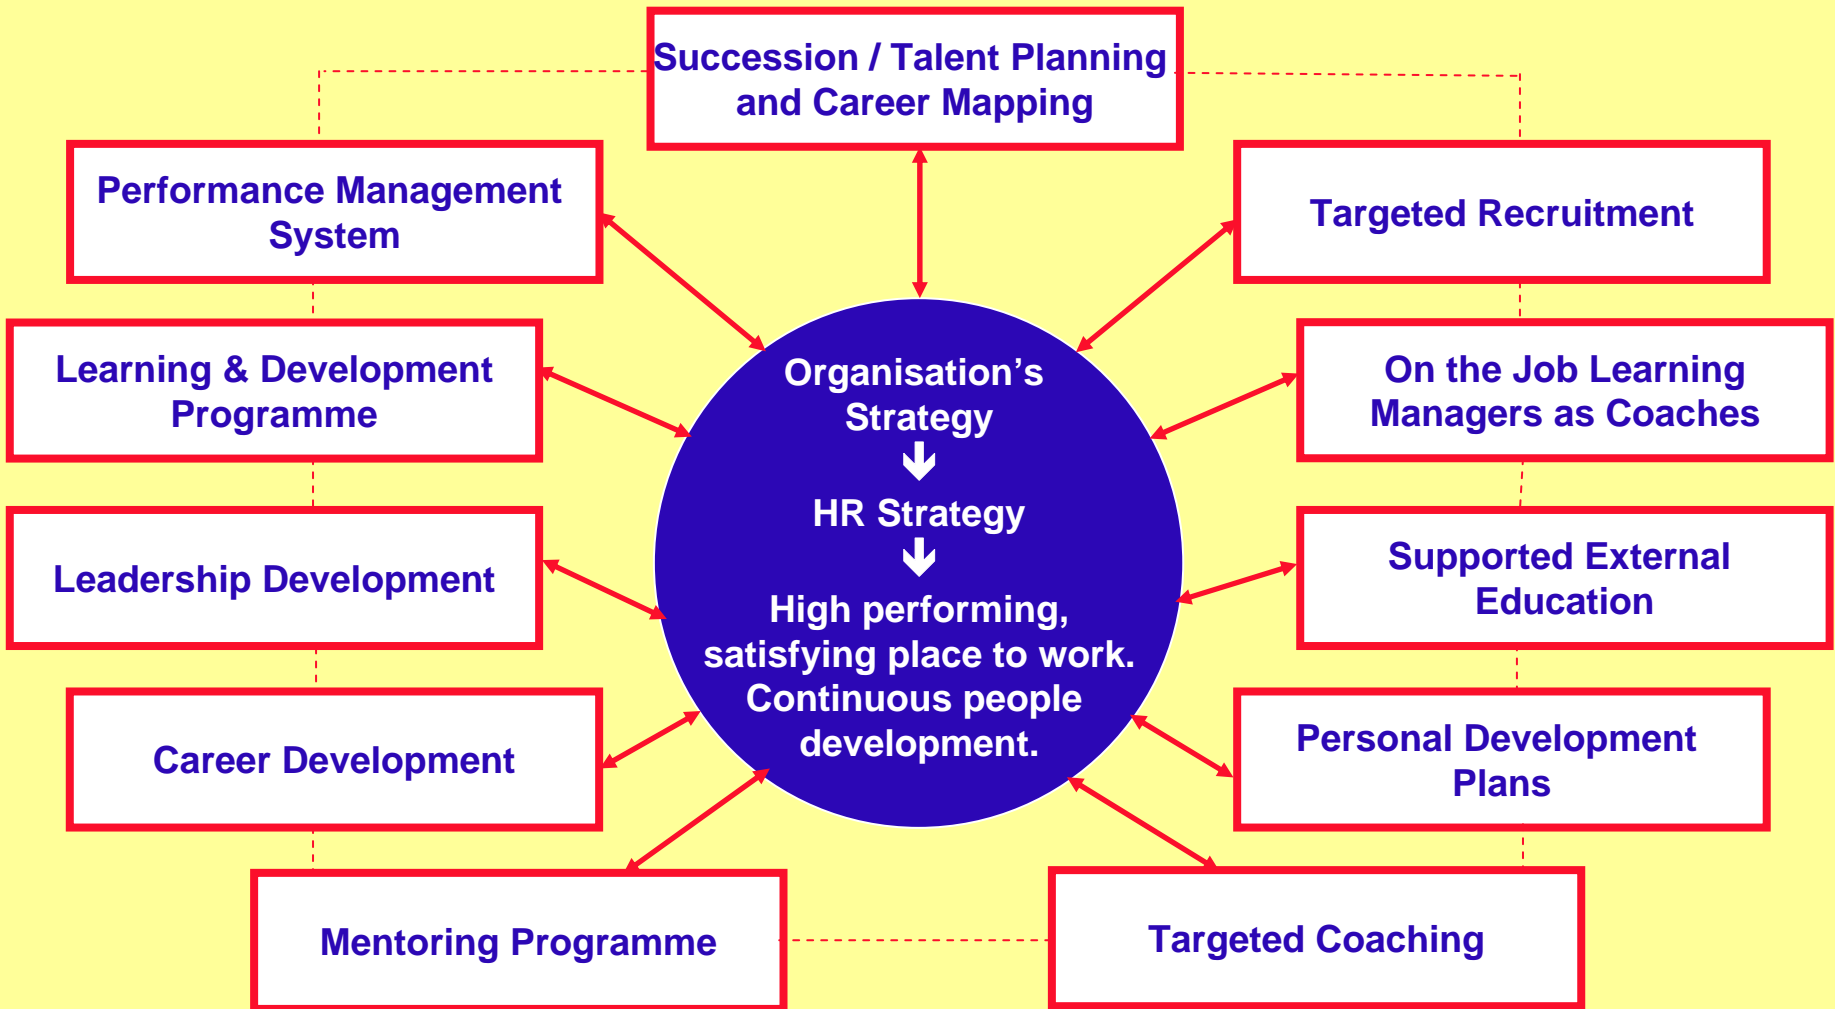 Succession / Talent Planning
and Career Mapping
Performance Management
System
Targeted Recruitment
Learning & Development
Programme
Organisation’s
Strategy
HR Strategy
High performing,
satisfying place to work.
Continuous people
development.
On the Job Learning
Managers as Coaches
Leadership Development
Supported External
Education
Career Development
Personal Development
Plans
Mentoring Programme
Targeted Coaching